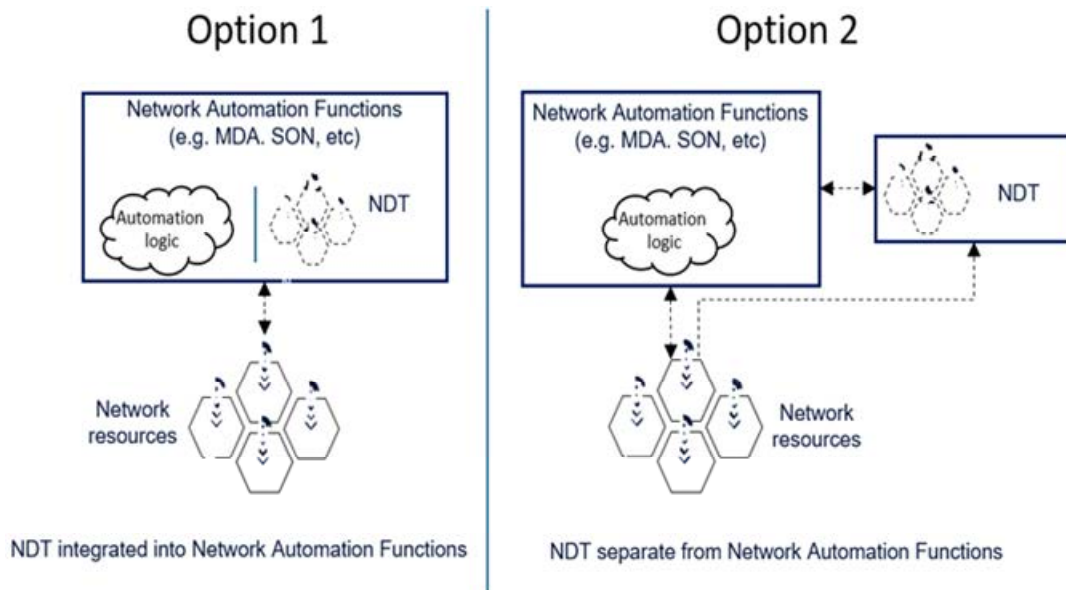 Option 1
Network Automation Functions
(e.g. MDA. SON, etc)
Automation
logic
NDT
Network
resources
NDT integrated into Network Automation Functions
Option 2
Network Automation Functions
(e.g. MDA. SON, etc)
Automation
logic
NDT
Network
resources
NDT separate from Network Automation Functions